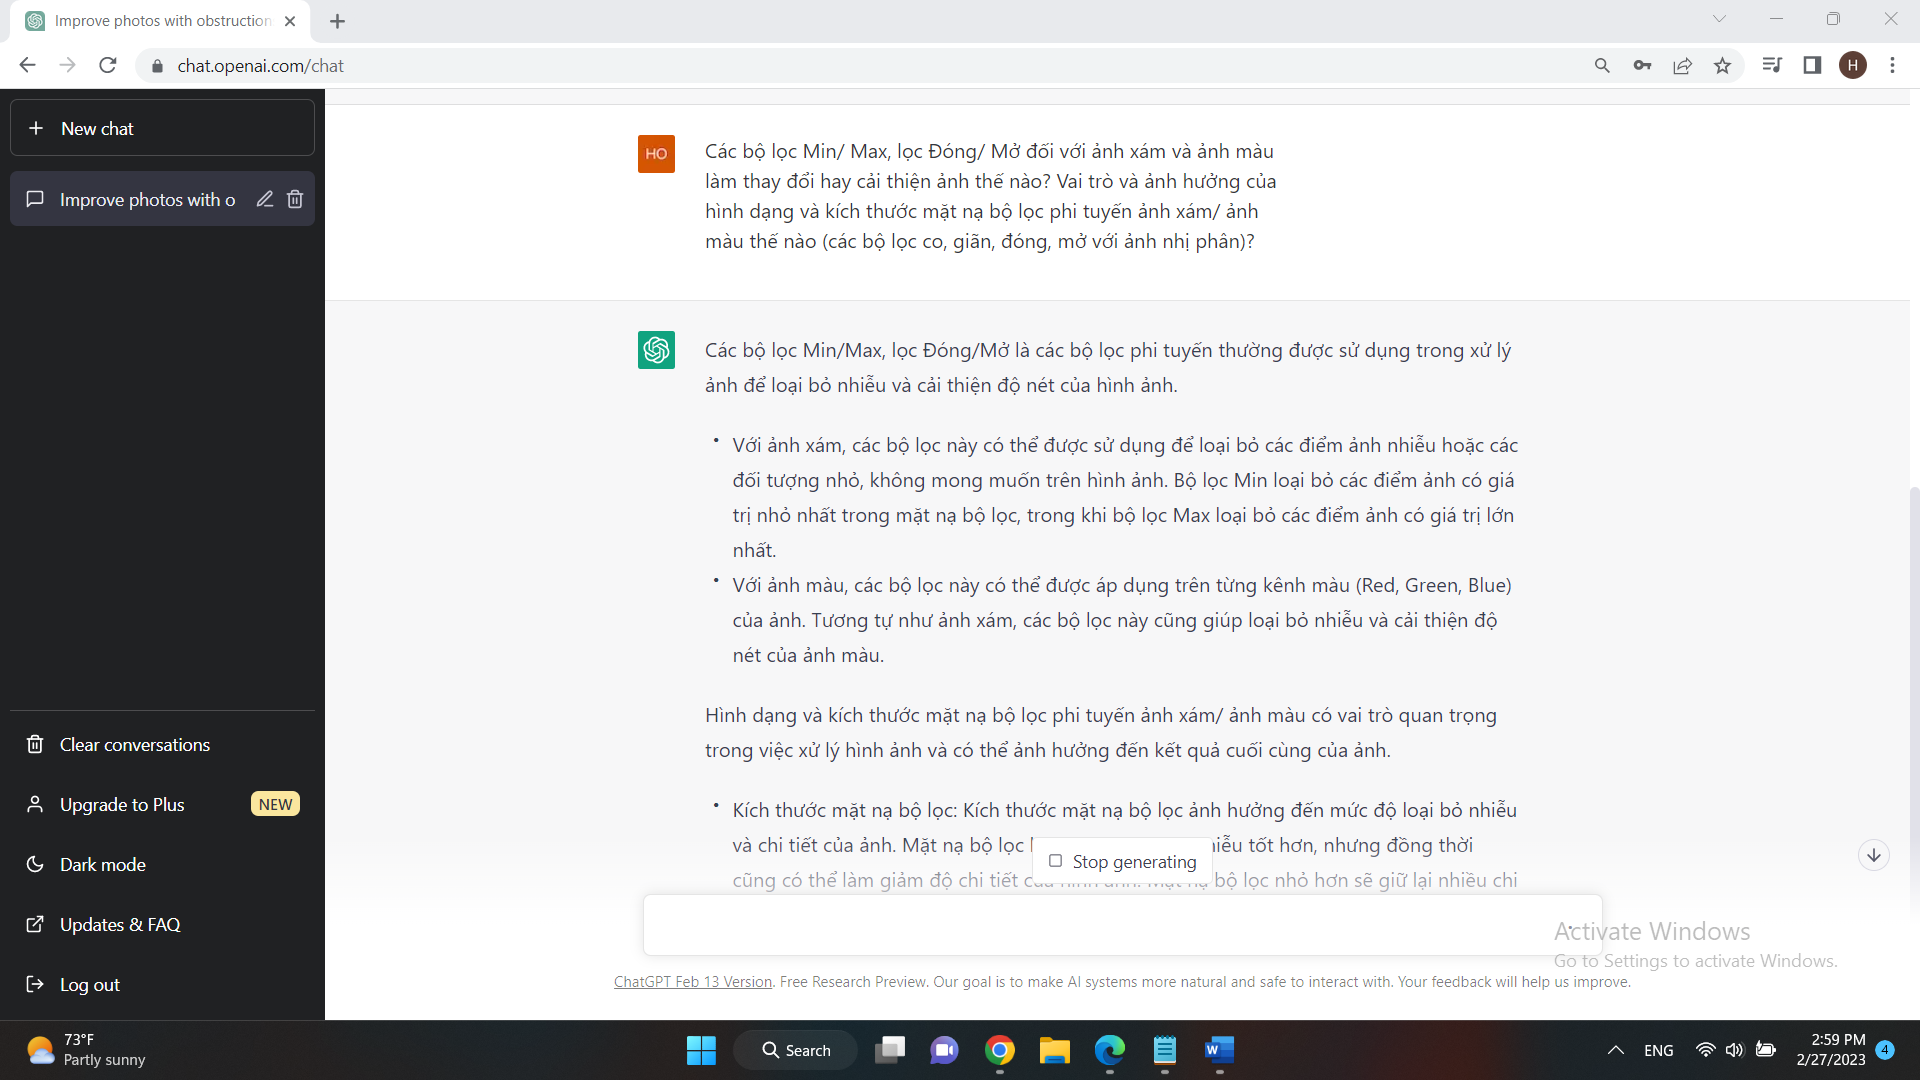 Improve photos with obstruction
chat.openai.com/chat
H
New chat
Improve photos with o
HO
Các bộ lọc Min/ Max, lọc Đóng/ Mở đối với ảnh xám và ảnh màu
làm thay đổi hay cải thiện ảnh thế nào? Vai trò và ảnh hưởng của
hình dạng và kích thước mặt nạ bộ lọc phi tuyến ảnh xám/ ảnh
màu thế nào (các bộ lọc co, giãn, đóng, mở với ảnh nhị phân)?
Các bộ lọc Min/Max, lọc Đóng/Mở là các bộ lọc phi tuyến thường được sử dụng trong xử lý
ảnh để loại bỏ nhiễu và cải thiện độ nét của hình ảnh.
• Với ảnh xám, các bộ lọc này có thể được sử dụng để loại bỏ các điểm ảnh nhiễu hoặc các
đối tượng nhỏ, không mong muốn trên hình ảnh. Bộ lọc Min loại bỏ các điểm ảnh có giá
trị nhỏ nhất trong mặt nạ bộ lọc, trong khi bộ lọc Max loại bỏ các điểm ảnh có giá trị lớn
nhất.
• Với ảnh màu, các bộ lọc này có thể được áp dụng trên từng kênh màu (Red, Green, Blue)
của ảnh. Tương tự như ảnh xám, các bộ lọc này cũng giúp loại bỏ nhiễu và cải thiện độ
nét của ảnh màu.
Hình dạng và kích thước mặt nạ bộ lọc phi tuyến ảnh xám/ ảnh màu có vai trò quan trọng
trong việc xử lý hình ảnh và có thể ảnh hưởng đến kết quả cuối cùng của ảnh.
• Kích thước mặt nạ bộ lọc: Kích thước mặt nạ bộ lọc ảnh hưởng đến mức độ loại bỏ nhiễu
và chi tiết của ảnh. Mặt nạ bộ lọc tốt hơn, nhưng đồng thời
cũng có thể làm giảm độ chi tiết bộ lọc nhỏ hơn sẽ giữ lại nhiều chi
Stop generating
Clear conversations
Upgrade to Plus NEW
Dark mode
Updates & FAQ
Log out
Activate Windows
Go to Settings to activate Windows.
ChatGPT Feb 13 Version. Free Research Preview. Our goal is to make AI systems more natural and safe to interact with. Your feedback will help us improve.
73°F
Partly sunny
Search
W
ENG
2:59 PM
2/27/2023
4